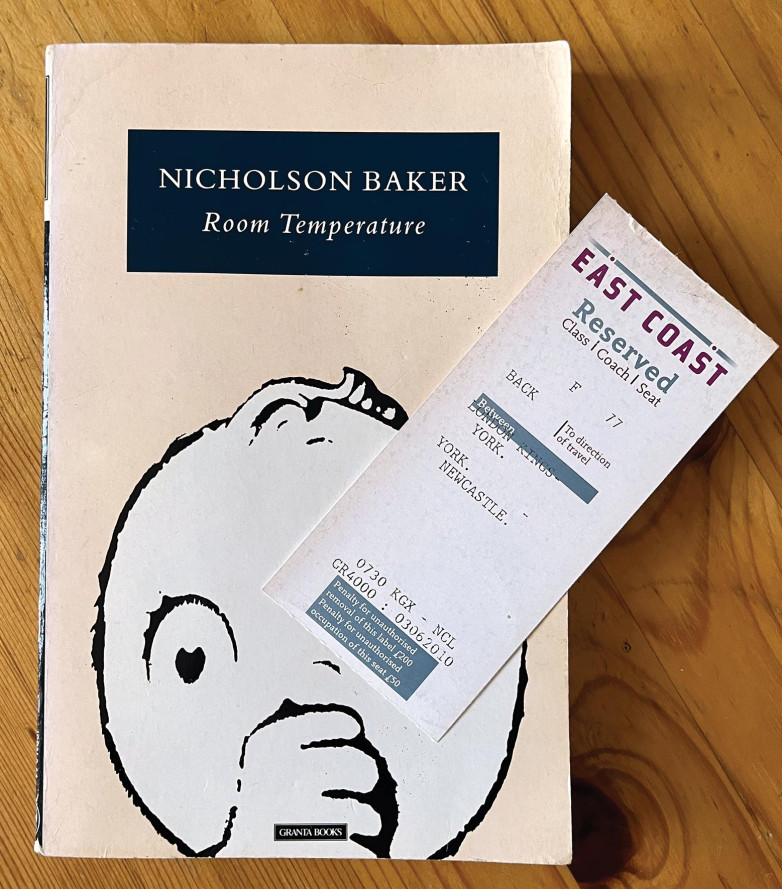 NICHOLSON BAKER
Room Temperature
GRANTA BOOKS
EAST COAST
Reserved
Class | Coach | Seat
BACK F 77
Between
To direction
of travel
LONDON KINGS-
YORK.
YORK. -
NEWCASTLE.
0730 KGX - NCL
GR4000 : 03062010
Penalty for unauthorised
removal of this label £200
Penalty for unauthorised
occupation of this seat £50